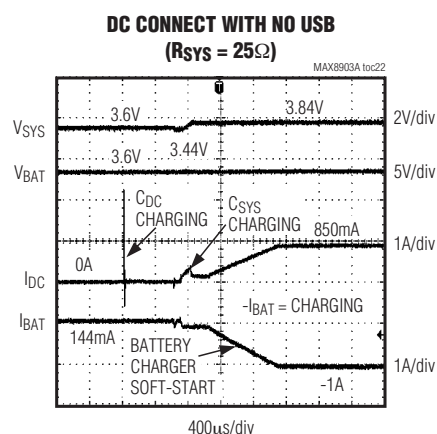 DC CONNECT WITH NO USB
(RSYS = 25Ω)
MAX8903A toc22
T
3.6V
3.84V
VSYS
2V/div
3.44V
3.6V
VBAT
5V/div
CDC
CHARGING
CSYS
CHARGING
850mA
1A/div
0A
IDC
-IBAT = CHARGING
IBAT
144mA
BATTERY
CHARGER
SOFT-START
-1A
1A/div
400µs/div